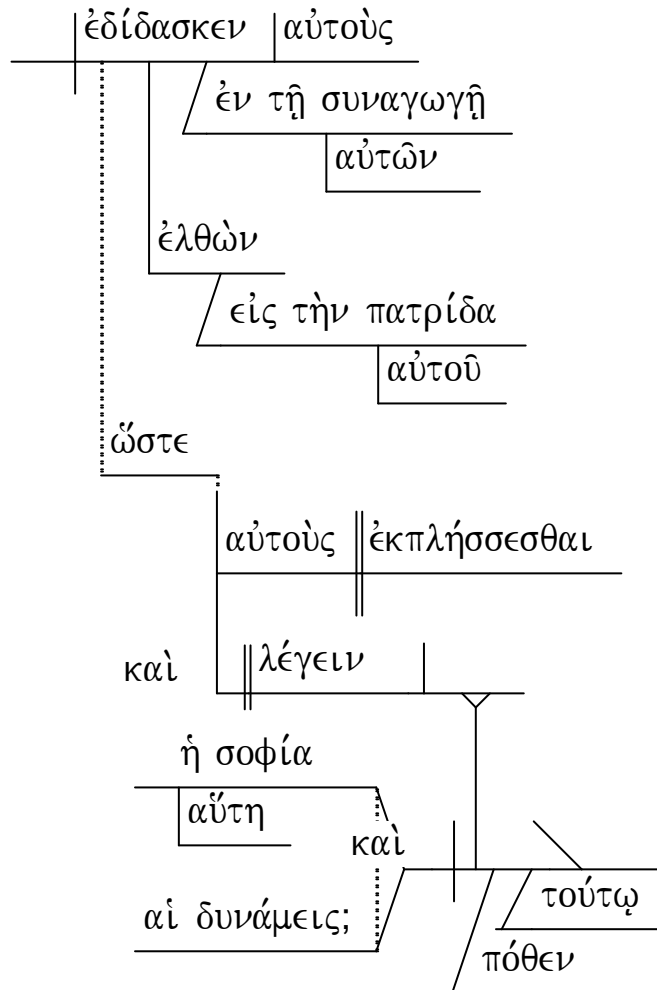 ἐδίδασκεν αὐτοὺς
ἐν τῇ συναγωγῇ
αὐτῶν
ἐλθὼν
εἰς τὴν πατρίδα
αὐτοῦ
ὥστε
αὐτοὺς ἐκπλήσσεσθαι
καὶ λέγειν
ἡ σοφία
αὕτη
καὶ
τούτῳ
αἱ δυνάμεις;
πόθεν